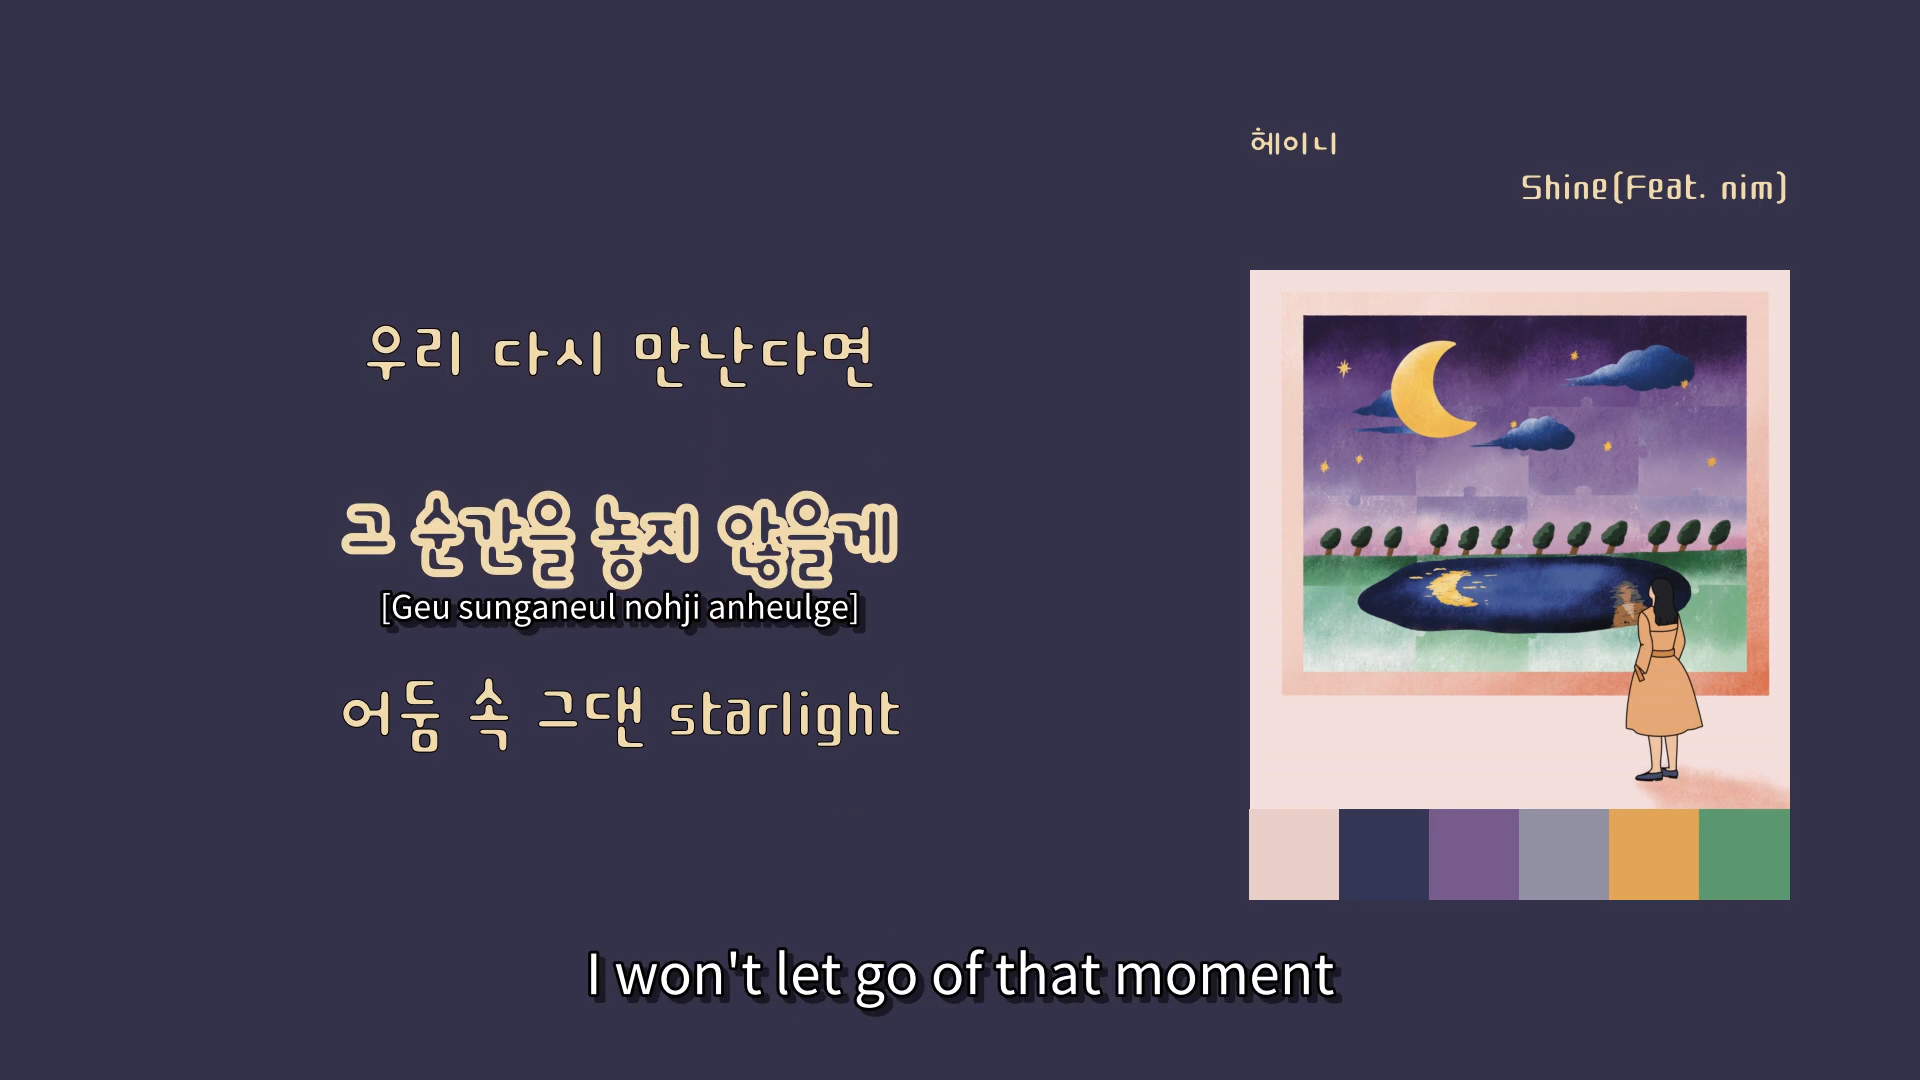 헤이니
Shine(Feat. nim)
우리 다시 만난다면
그 순간을 놓지 않을게
[Geu sunganeul nohji anheulge]
어둠 속 그댄 starlight
I won't let go of that moment